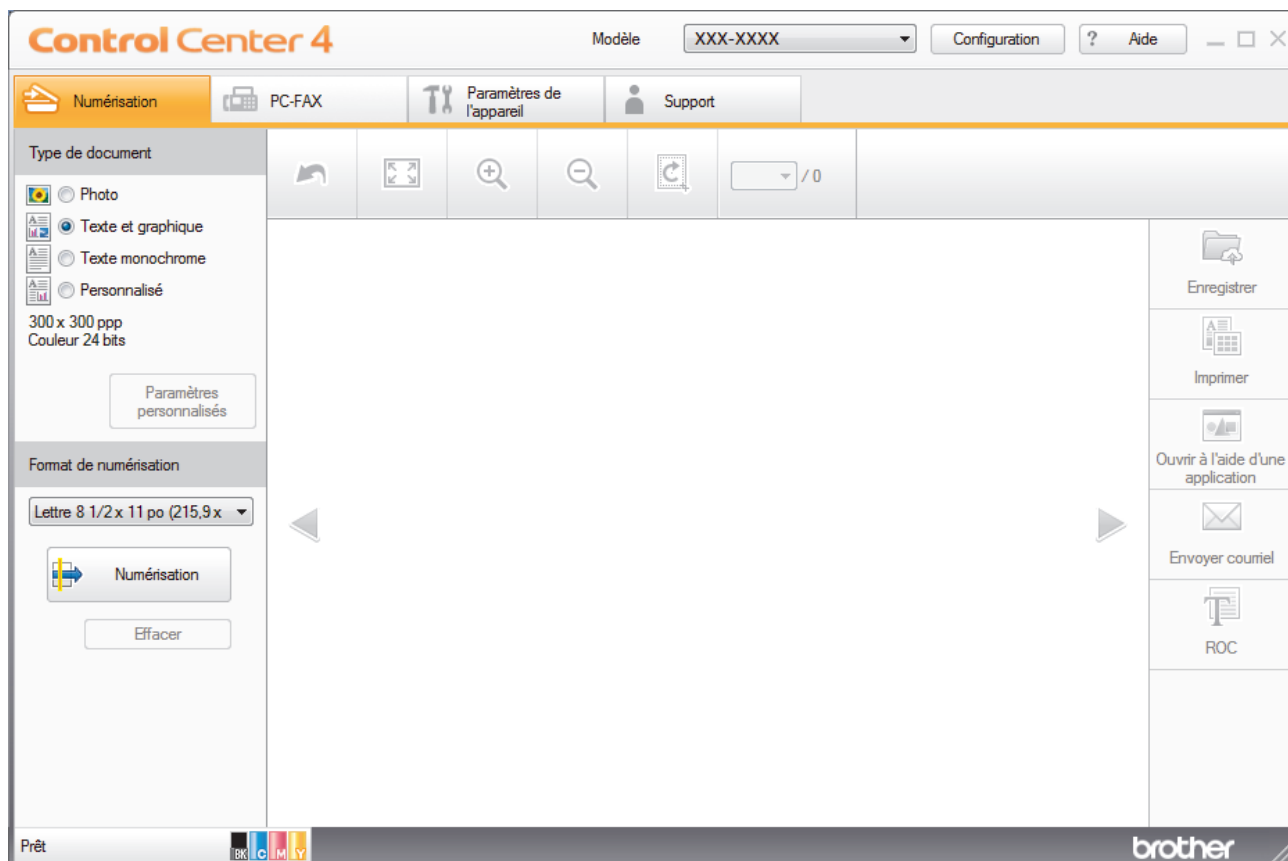 Control Center 4
Modèle
XXX-XXXX
Configuration
? Aide
Numérisation
PC-FAX
Paramètres de
l'appareil
Support
Type de document
Photo
Texte et graphique
Texte monochrome
Personnalisé
300 x 300 ppp
Couleur 24 bits
Paramètres
personnalisés
Format de numérisation
Lettre 8 1/2 x 11 po (215,9 x
Numérisation
Effacer
/ 0
Enregistrer
Imprimer
Ouvrir à l'aide d'une
application
Envoyer courriel
ROC
Prêt
BK C M Y
brother